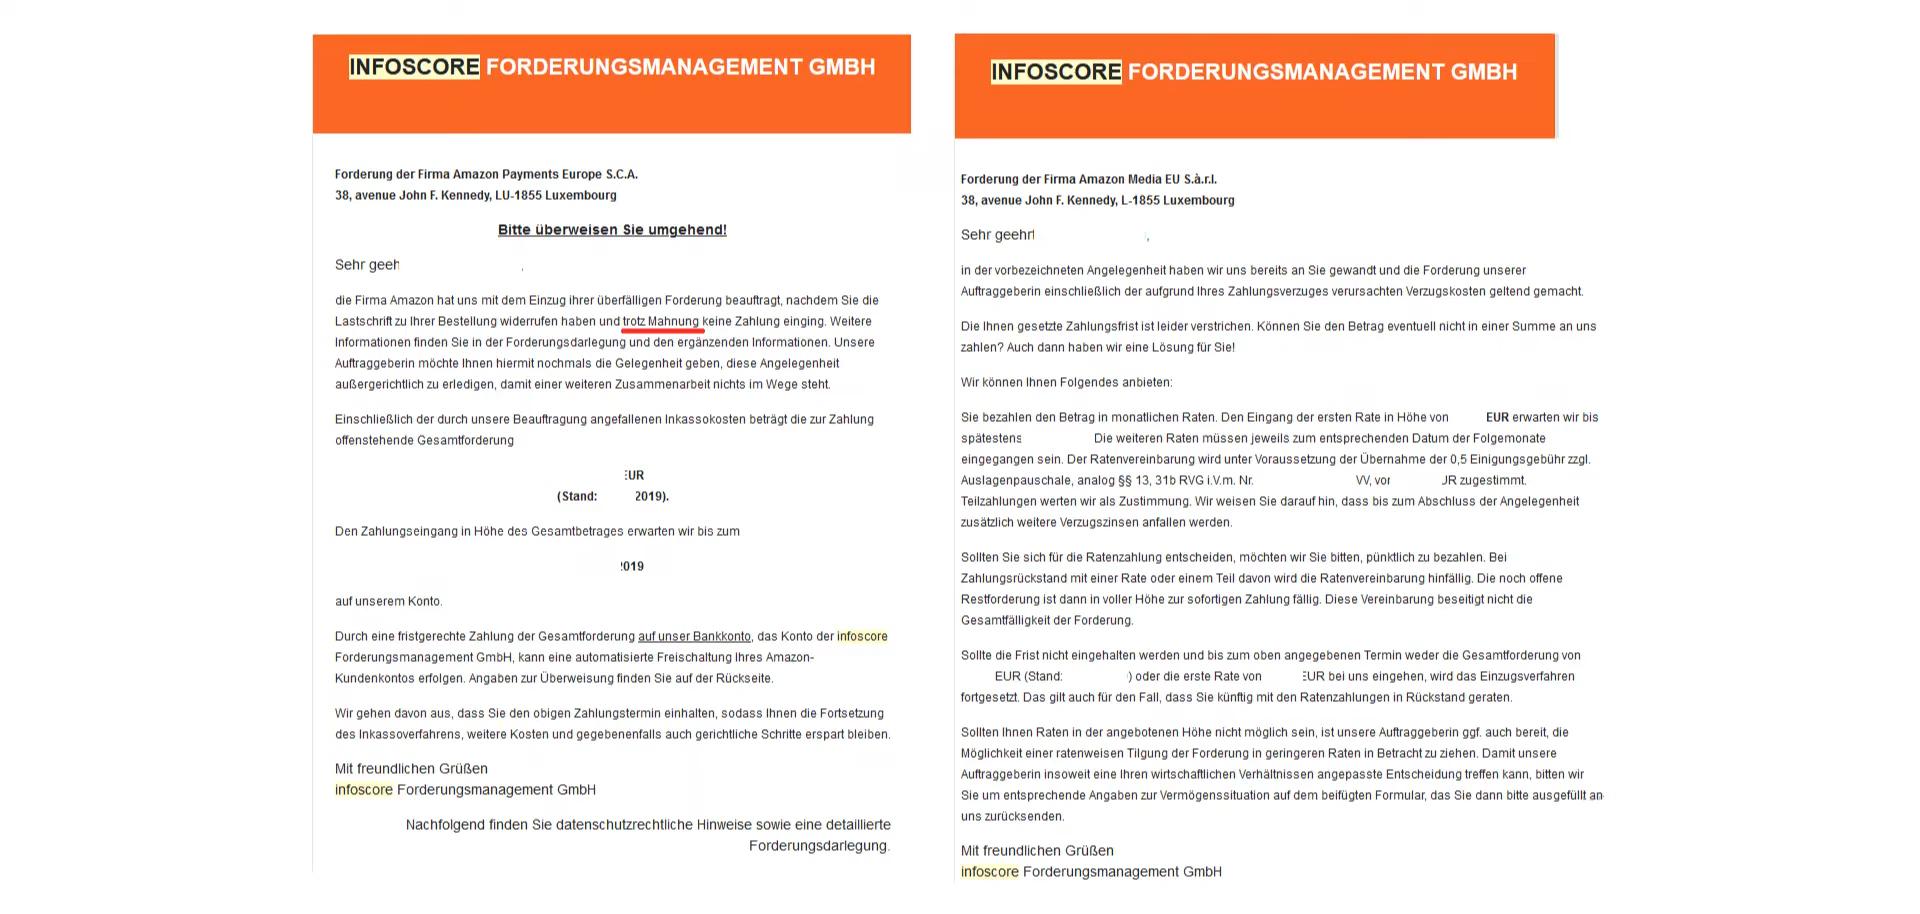 INFOSCORE FORDERUNGSMANAGEMENT GMBH
Forderung der Firma Amazon Payments Europe S.C.A.
38, avenue John F. Kennedy, LU-1855 Luxembourg
Bitte überweisen Sie umgehend!
Sehr geeh ,
die Firma Amazon hat uns mit dem Einzug ihrer überfälligen Forderung beauftragt, nachdem Sie die
Lastschrift zu Ihrer Bestellung widerrufen haben und trotz Mahnung keine Zahlung einging. Weitere
Informationen finden Sie in der Forderungsdarlegung und den ergänzenden Informationen. Unsere
Auftraggeberin möchte Ihnen hiermit nochmals die Gelegenheit geben, diese Angelegenheit
außergerichtlich zu erledigen, damit einer weiteren Zusammenarbeit nichts im Wege steht.
Einschließlich der durch unsere Beauftragung angefallenen Inkassokosten beträgt die zur Zahlung
offenstehende Gesamtforderung
EUR
(Stand: 2019).
Den Zahlungseingang in Höhe des Gesamtbetrages erwarten wir bis zum
2019
auf unserem Konto.
Durch eine fristgerechte Zahlung der Gesamtforderung auf unser Bankkonto, das Konto der infoscore
Forderungsmanagement GmbH, kann eine automatisierte Freischaltung Ihres Amazon-
Kundenkontos erfolgen. Angaben zur Überweisung finden Sie auf der Rückseite.
Wir gehen davon aus, dass Sie den obigen Zahlungstermin einhalten, sodass Ihnen die Fortsetzung
des Inkassoverfahrens, weitere Kosten und gegebenenfalls auch gerichtliche Schritte erspart bleiben.
Mit freundlichen Grüßen
infoscore Forderungsmanagement GmbH
Nachfolgend finden Sie datenschutzrechtliche Hinweise sowie eine detaillierte
Forderungsdarlegung.
INFOSCORE FORDERUNGSMANAGEMENT GMBH
Forderung der Firma Amazon Media EU S.à.r.l.
38, avenue John F. Kennedy, L-1855 Luxembourg
Sehr geehrt ,
in der vorbezeichneten Angelegenheit haben wir uns bereits an Sie gewandt und die Forderung unserer
Auftraggeberin einschließlich der aufgrund Ihres Zahlungsverzuges verursachten Verzugskosten geltend gemacht.
Die Ihnen gesetzte Zahlungsfrist ist leider verstrichen. Können Sie den Betrag eventuell nicht in einer Summe an uns
zahlen? Auch dann haben wir eine Lösung für Sie!
Wir können Ihnen Folgendes anbieten:
Sie bezahlen den Betrag in monatlichen Raten. Den Eingang der ersten Rate in Höhe von EUR erwarten wir bis
spätestens Die weiteren Raten müssen jeweils zum entsprechenden Datum der Folgemonate
eingegangen sein. Der Ratenvereinbarung wird unter Voraussetzung der Übernahme der 0,5 Einigungsgebühr zzgl.
Auslagenpauschale, analog §§ 13, 31b RVG i.V.m. Nr. VV, von UR zugestimmt.
Teilzahlungen werten wir als Zustimmung. Wir weisen Sie darauf hin, dass bis zum Abschluss der Angelegenheit
zusätzlich weitere Verzugszinsen anfallen werden.
Sollten Sie sich für die Ratenzahlung entscheiden, möchten wir Sie bitten, pünktlich zu bezahlen. Bei
Zahlungsrückstand mit einer Rate oder einem Teil davon wird die Ratenvereinbarung hinfällig. Die noch offene
Restforderung ist dann in voller Höhe zur sofortigen Zahlung fällig. Diese Vereinbarung beseitigt nicht die
Gesamtfälligkeit der Forderung.
Sollte die Frist nicht eingehalten werden und bis zum oben angegebenen Termin weder die Gesamtforderung von
EUR (Stand: ) oder die erste Rate von EUR bei uns eingehen, wird das Einzugsverfahren
fortgesetzt. Das gilt auch für den Fall, dass Sie künftig mit den Ratenzahlungen in Rückstand geraten.
Sollten Ihnen Raten in der angebotenen Höhe nicht möglich sein, ist unsere Auftraggeberin ggf. auch bereit, die
Möglichkeit einer ratenweisen Tilgung der Forderung in geringeren Raten in Betracht zu ziehen. Damit unsere
Auftraggeberin insoweit eine Ihren wirtschaftlichen Verhältnissen angepasste Entscheidung treffen kann, bitten wir
Sie um entsprechende Angaben zur Vermögenssituation auf dem beifügten Formular, das Sie dann bitte ausgefüllt an
uns zurücksenden.
Mit freundlichen Grüßen
infoscore Forderungsmanagement GmbH